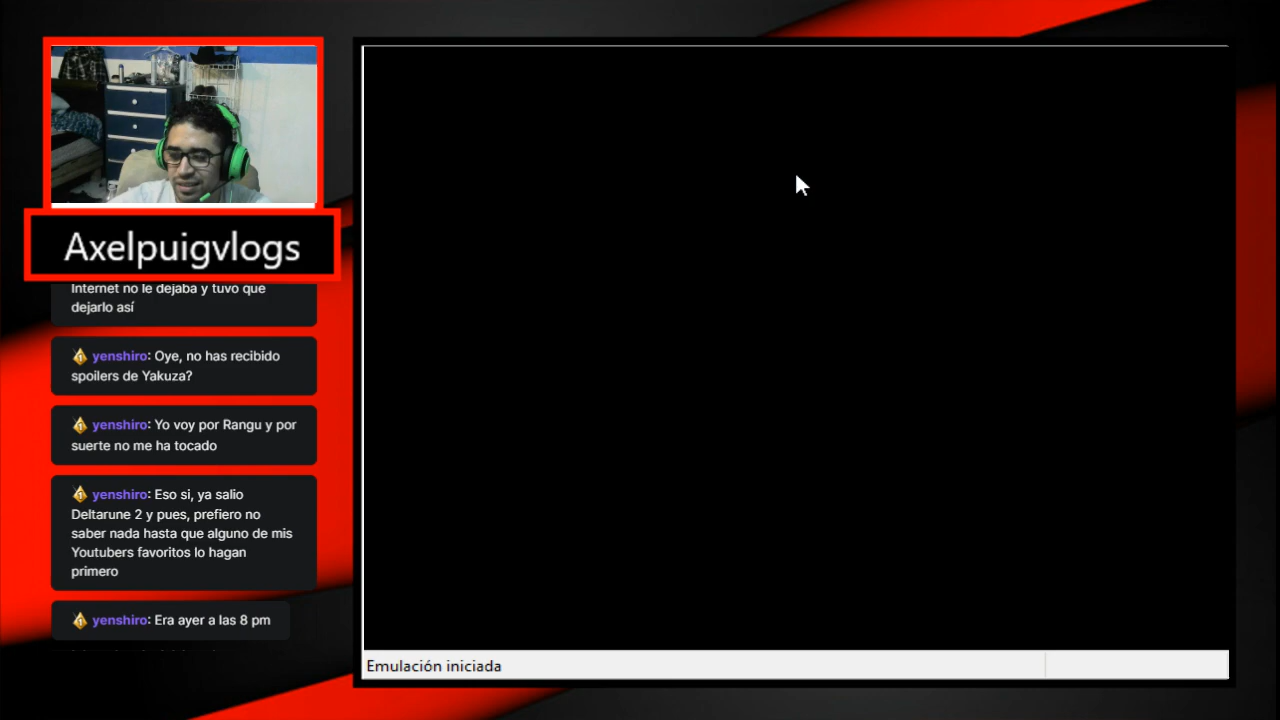 Axelpuigvlogs
Internet no le dejaba y tuvo que
dejarlo así
yenshiro: Oye, no has recibido
spoilers de Yakuza?
yenshiro: Yo voy por Rangu y por
suerte no me ha tocado
yenshiro: Eso si, ya salio
Deltarune 2 y pues, prefiero no
saber nada hasta que alguno de mis
Youtubers favoritos lo hagan
primero
yenshiro: Era ayer a las 8 pm
Emulación iniciada